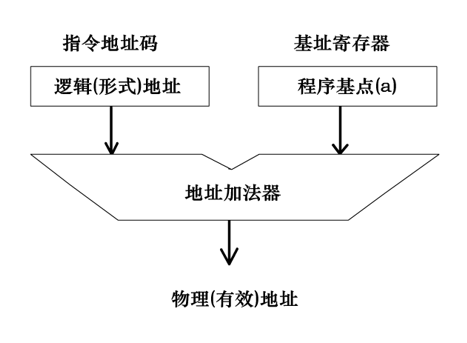 指令地址码
基址寄存器
逻辑(形式)地址
程序基点(a)
地址加法器
物理(有效)地址